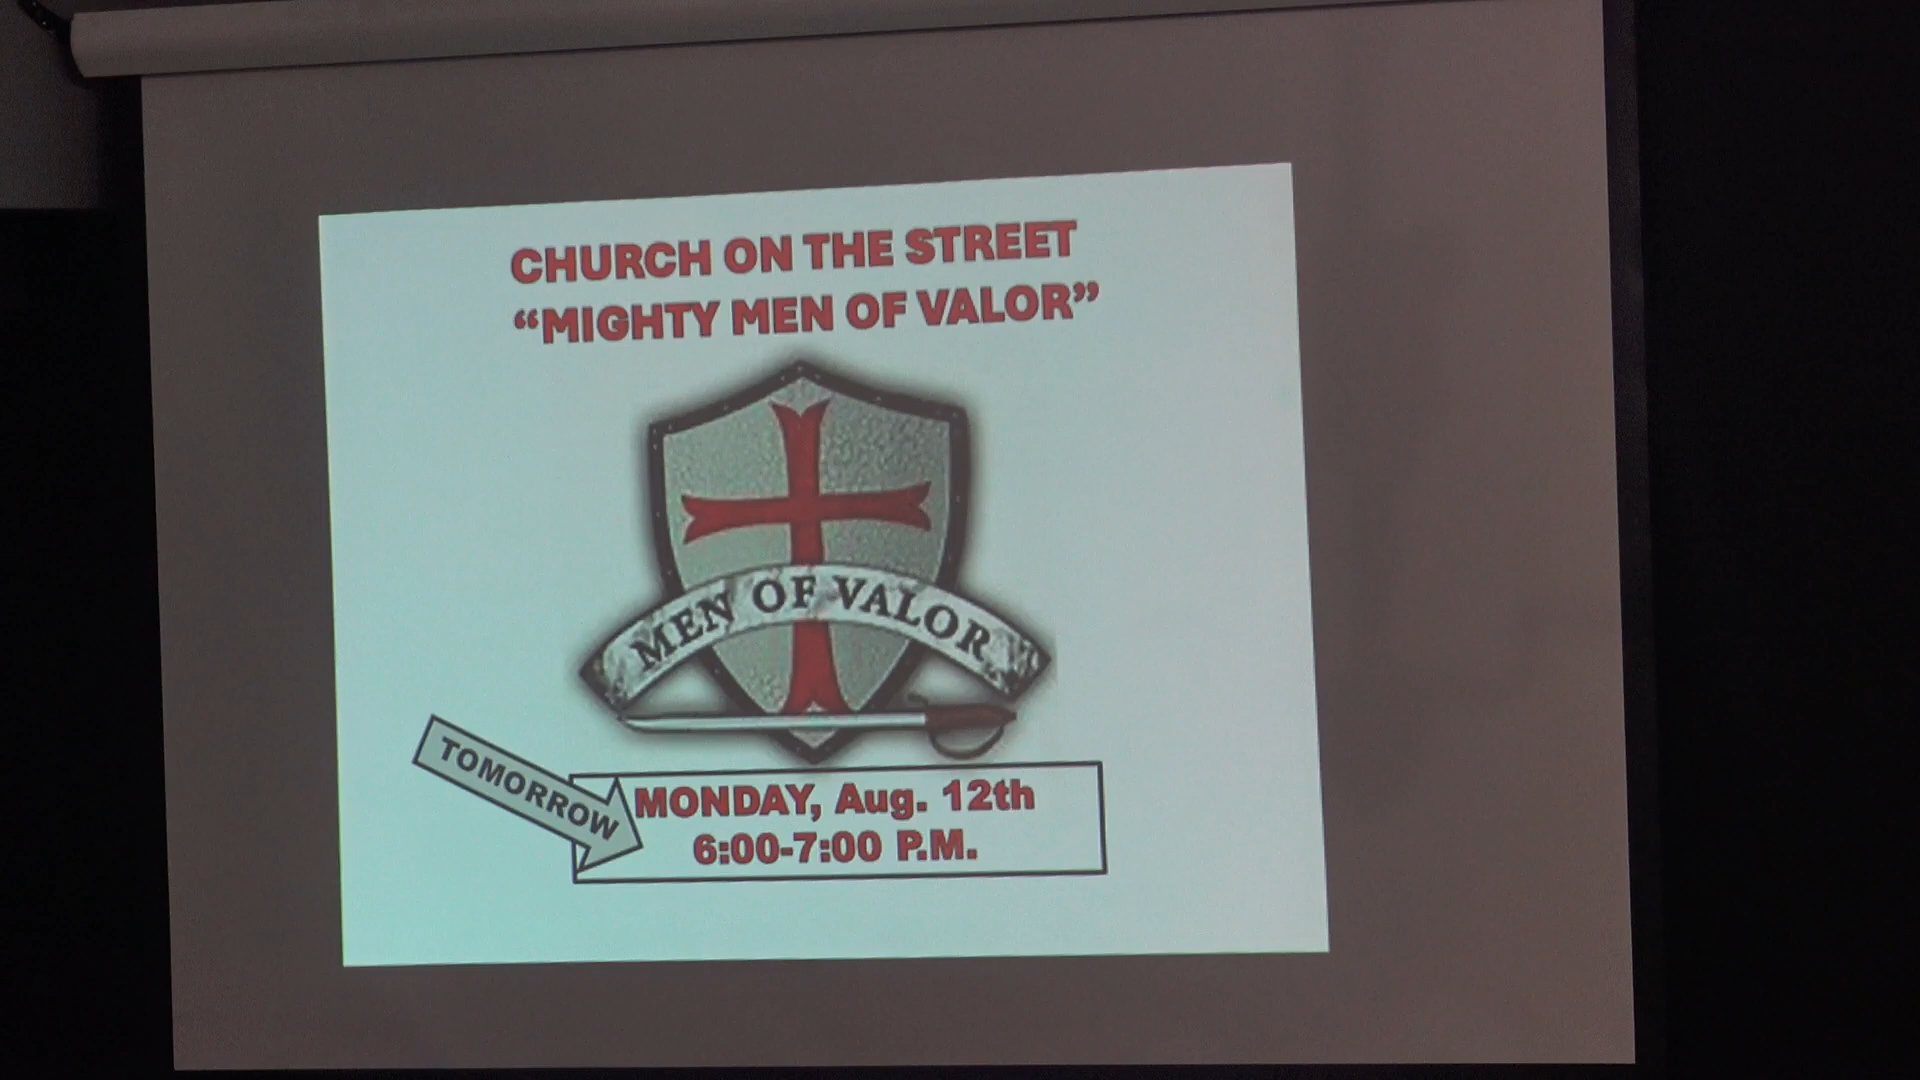 CHURCH ON THE STREET
“MIGHTY MEN OF VALOR”
MEN OF VALOR
TOMORROW
MONDAY, Aug. 12th
6:00-7:00 P.M.